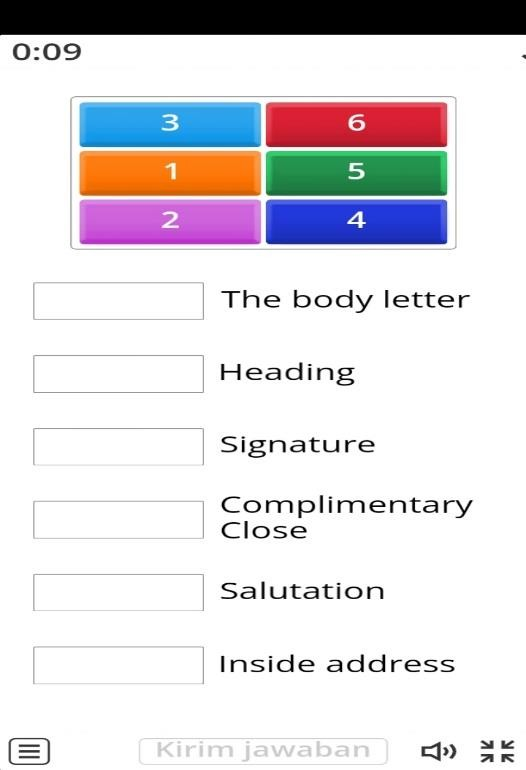 0:09
3 6
1 5
2 4
The body letter
Heading
Signature
Complimentary
Close
Salutation
Inside address
Kirim jawaban